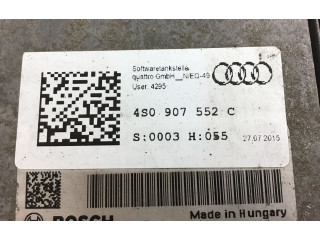 Softwaretankstelle
quattro GmbH__N/EQ-49
User: 4295
4S0 907 552 C
S:0003 H:055
27.07.2015
BOSCH
Made in Hungary